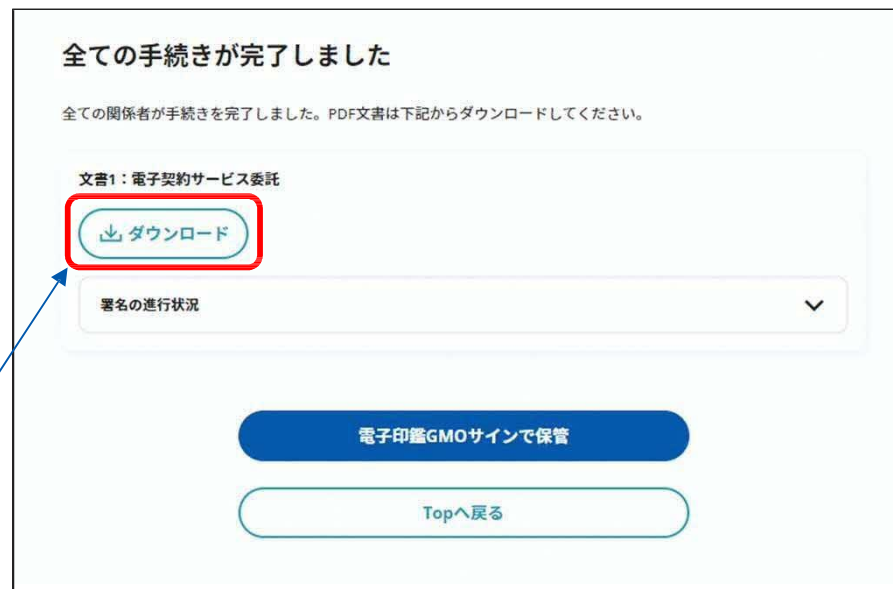 全ての手続きが完了しました
全ての関係者が手続きを完了しました。PDF文書は下記からダウンロードしてください。
文書1：電子契約サービス委託
ダウンロード
署名の進行状況
電子印鑑GMOサインで保管
Topへ戻る